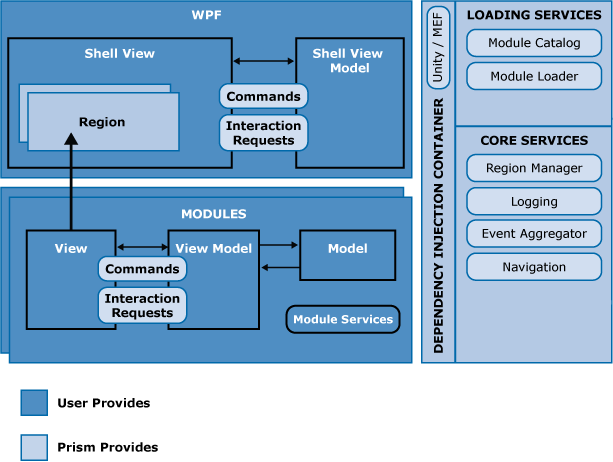 WPF
Shell View
Shell View
Model
Commands
Interaction
Requests
Region
MODULES
View
View Model
Model
Commands
Interaction
Requests
Module Services
Unity / MEF
DEPENDENCY INJECTION CONTAINER
LOADING SERVICES
Module Catalog
Module Loader
CORE SERVICES
Region Manager
Logging
Event Aggregator
Navigation
User Provides
Prism Provides